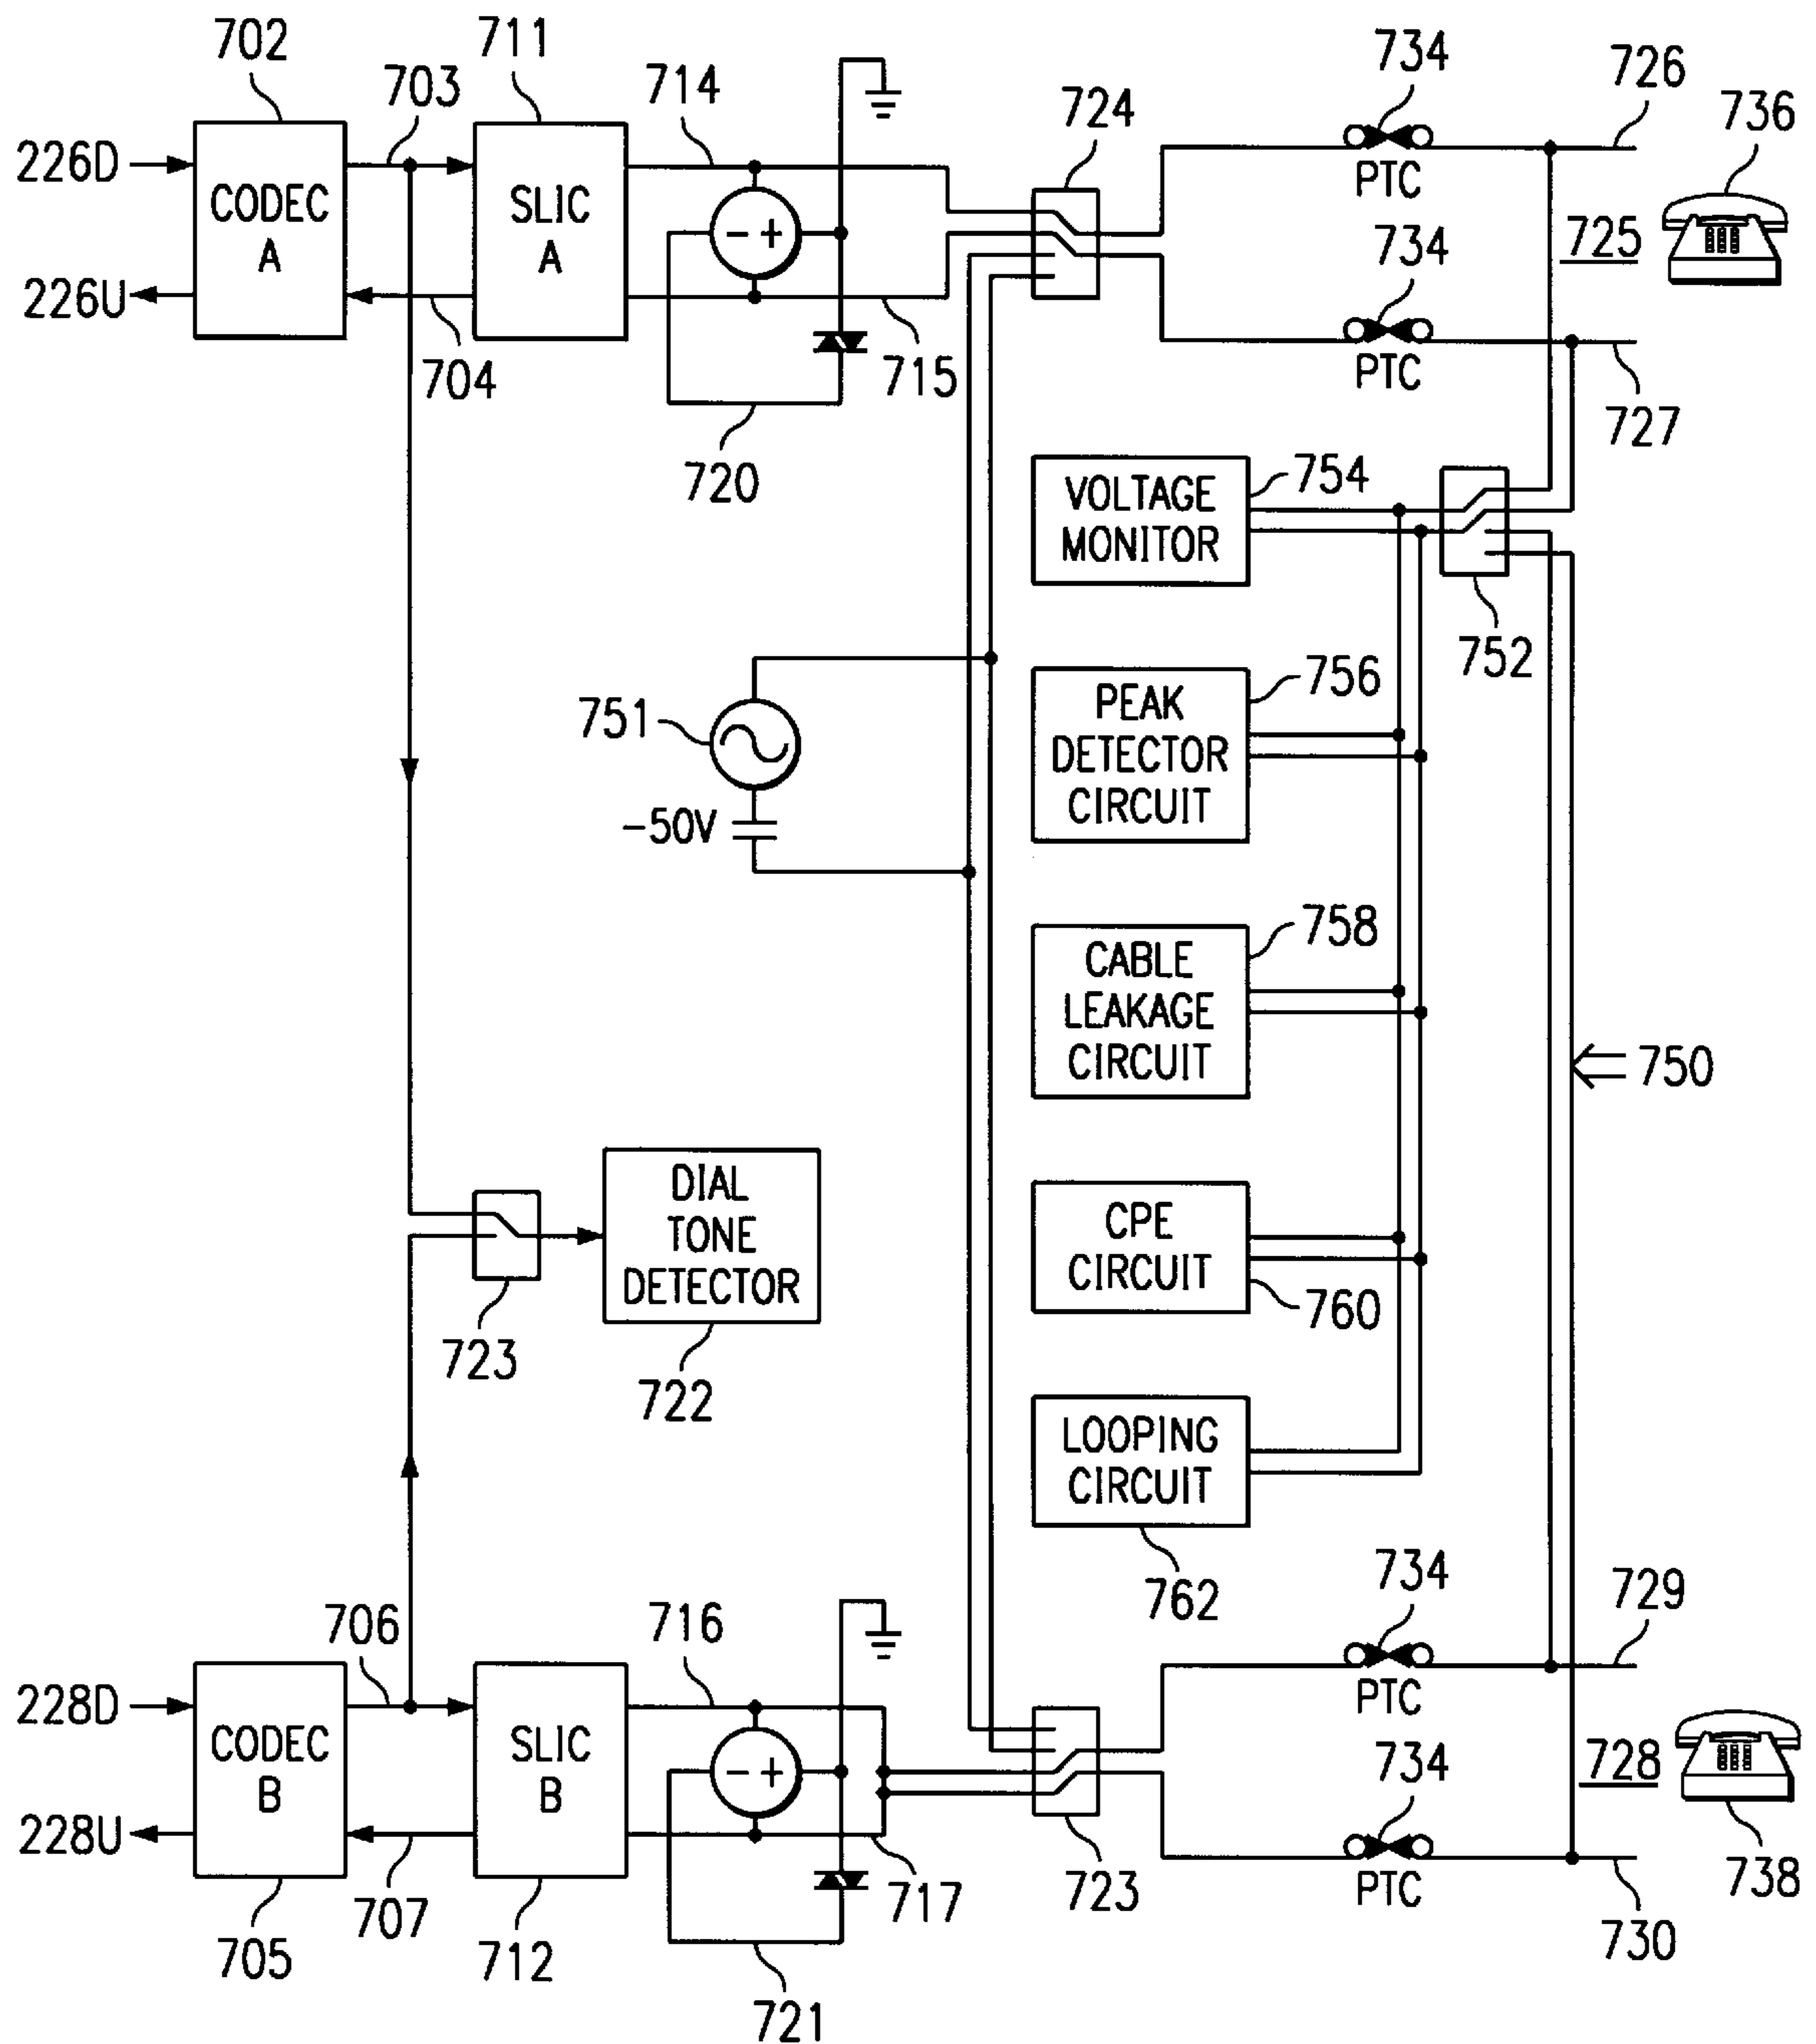 702
703
711
714
724
734
726
736
226D
CODEC
A
SLIC
A
- +
PTC
725
734
226U
704
715
PTC
727
720
VOLTAGE
MONITOR
754
752
751
-50V
PEAK
DETECTOR
CIRCUIT
756
CABLE
LEAKAGE
CIRCUIT
758
750
DIAL
TONE
DETECTOR
723
722
CPE
CIRCUIT
760
LOOPING
CIRCUIT
762
706
716
734
729
228D
CODEC
B
SLIC
B
- +
PTC
728
734
228U
707
717
723
PTC
738
705
712
721
730